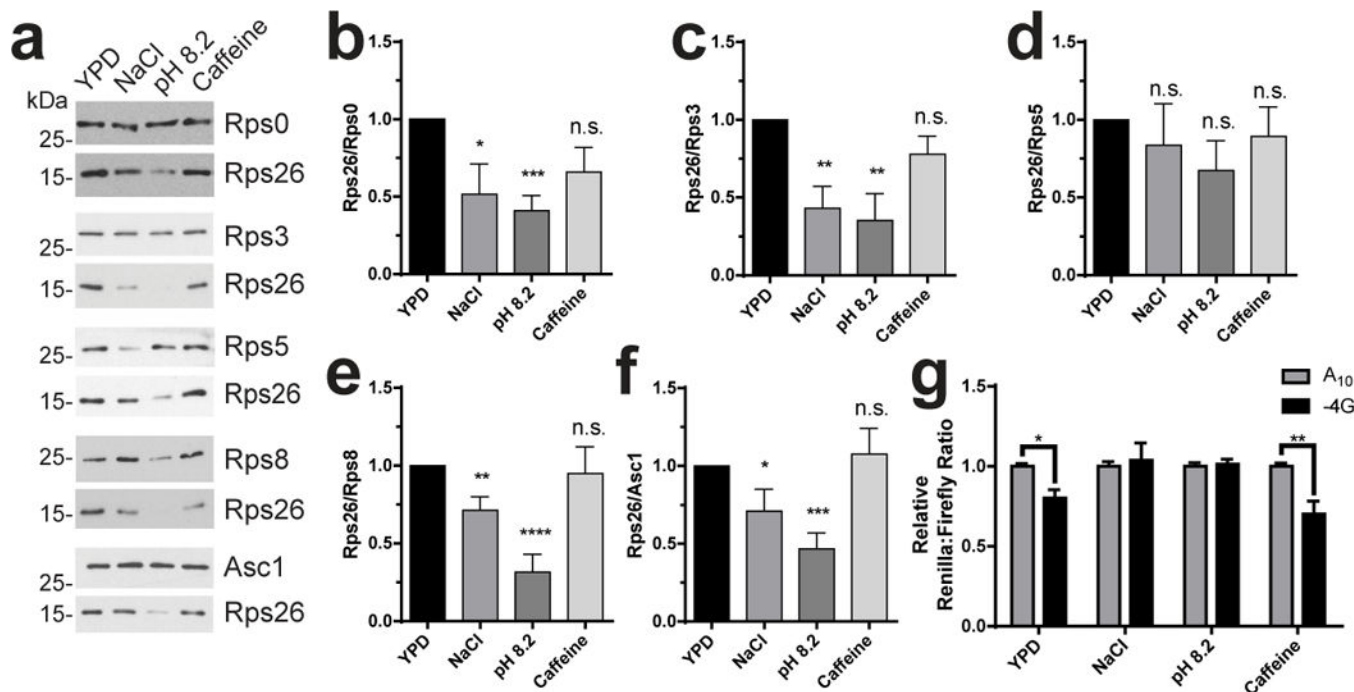 a
YPD
NaCl
pH 8.2
Caffeine
kDa
25-
Rps0
15-
Rps26
25-
Rps3
15-
Rps26
25-
Rps5
15-
Rps26
25-
Rps8
15-
Rps26
25-
Asc1
15-
Rps26
b
1.5
1.0
0.5
0.0
Rps26/Rps0
*
***
n.s.
YPD
NaCl
pH 8.2
Caffeine
c
1.5
1.0
0.5
0.0
Rps26/Rps3
**
**
n.s.
YPD
NaCl
pH 8.2
Caffeine
d
1.5
1.0
0.5
0.0
Rps26/Rps5
n.s.
n.s.
n.s.
YPD
NaCl
pH 8.2
Caffeine
e
1.5
1.0
0.5
0.0
Rps26/Rps8
**
****
n.s.
YPD
NaCl
pH 8.2
Caffeine
f
1.5
1.0
0.5
0.0
Rps26/Asc1
*
***
n.s.
YPD
NaCl
pH 8.2
Caffeine
g
A10
-4G
1.5
1.0
0.5
0.0
Relative
Renilla:Firefly Ratio
*
**
YPD
NaCl
pH 8.2
Caffeine